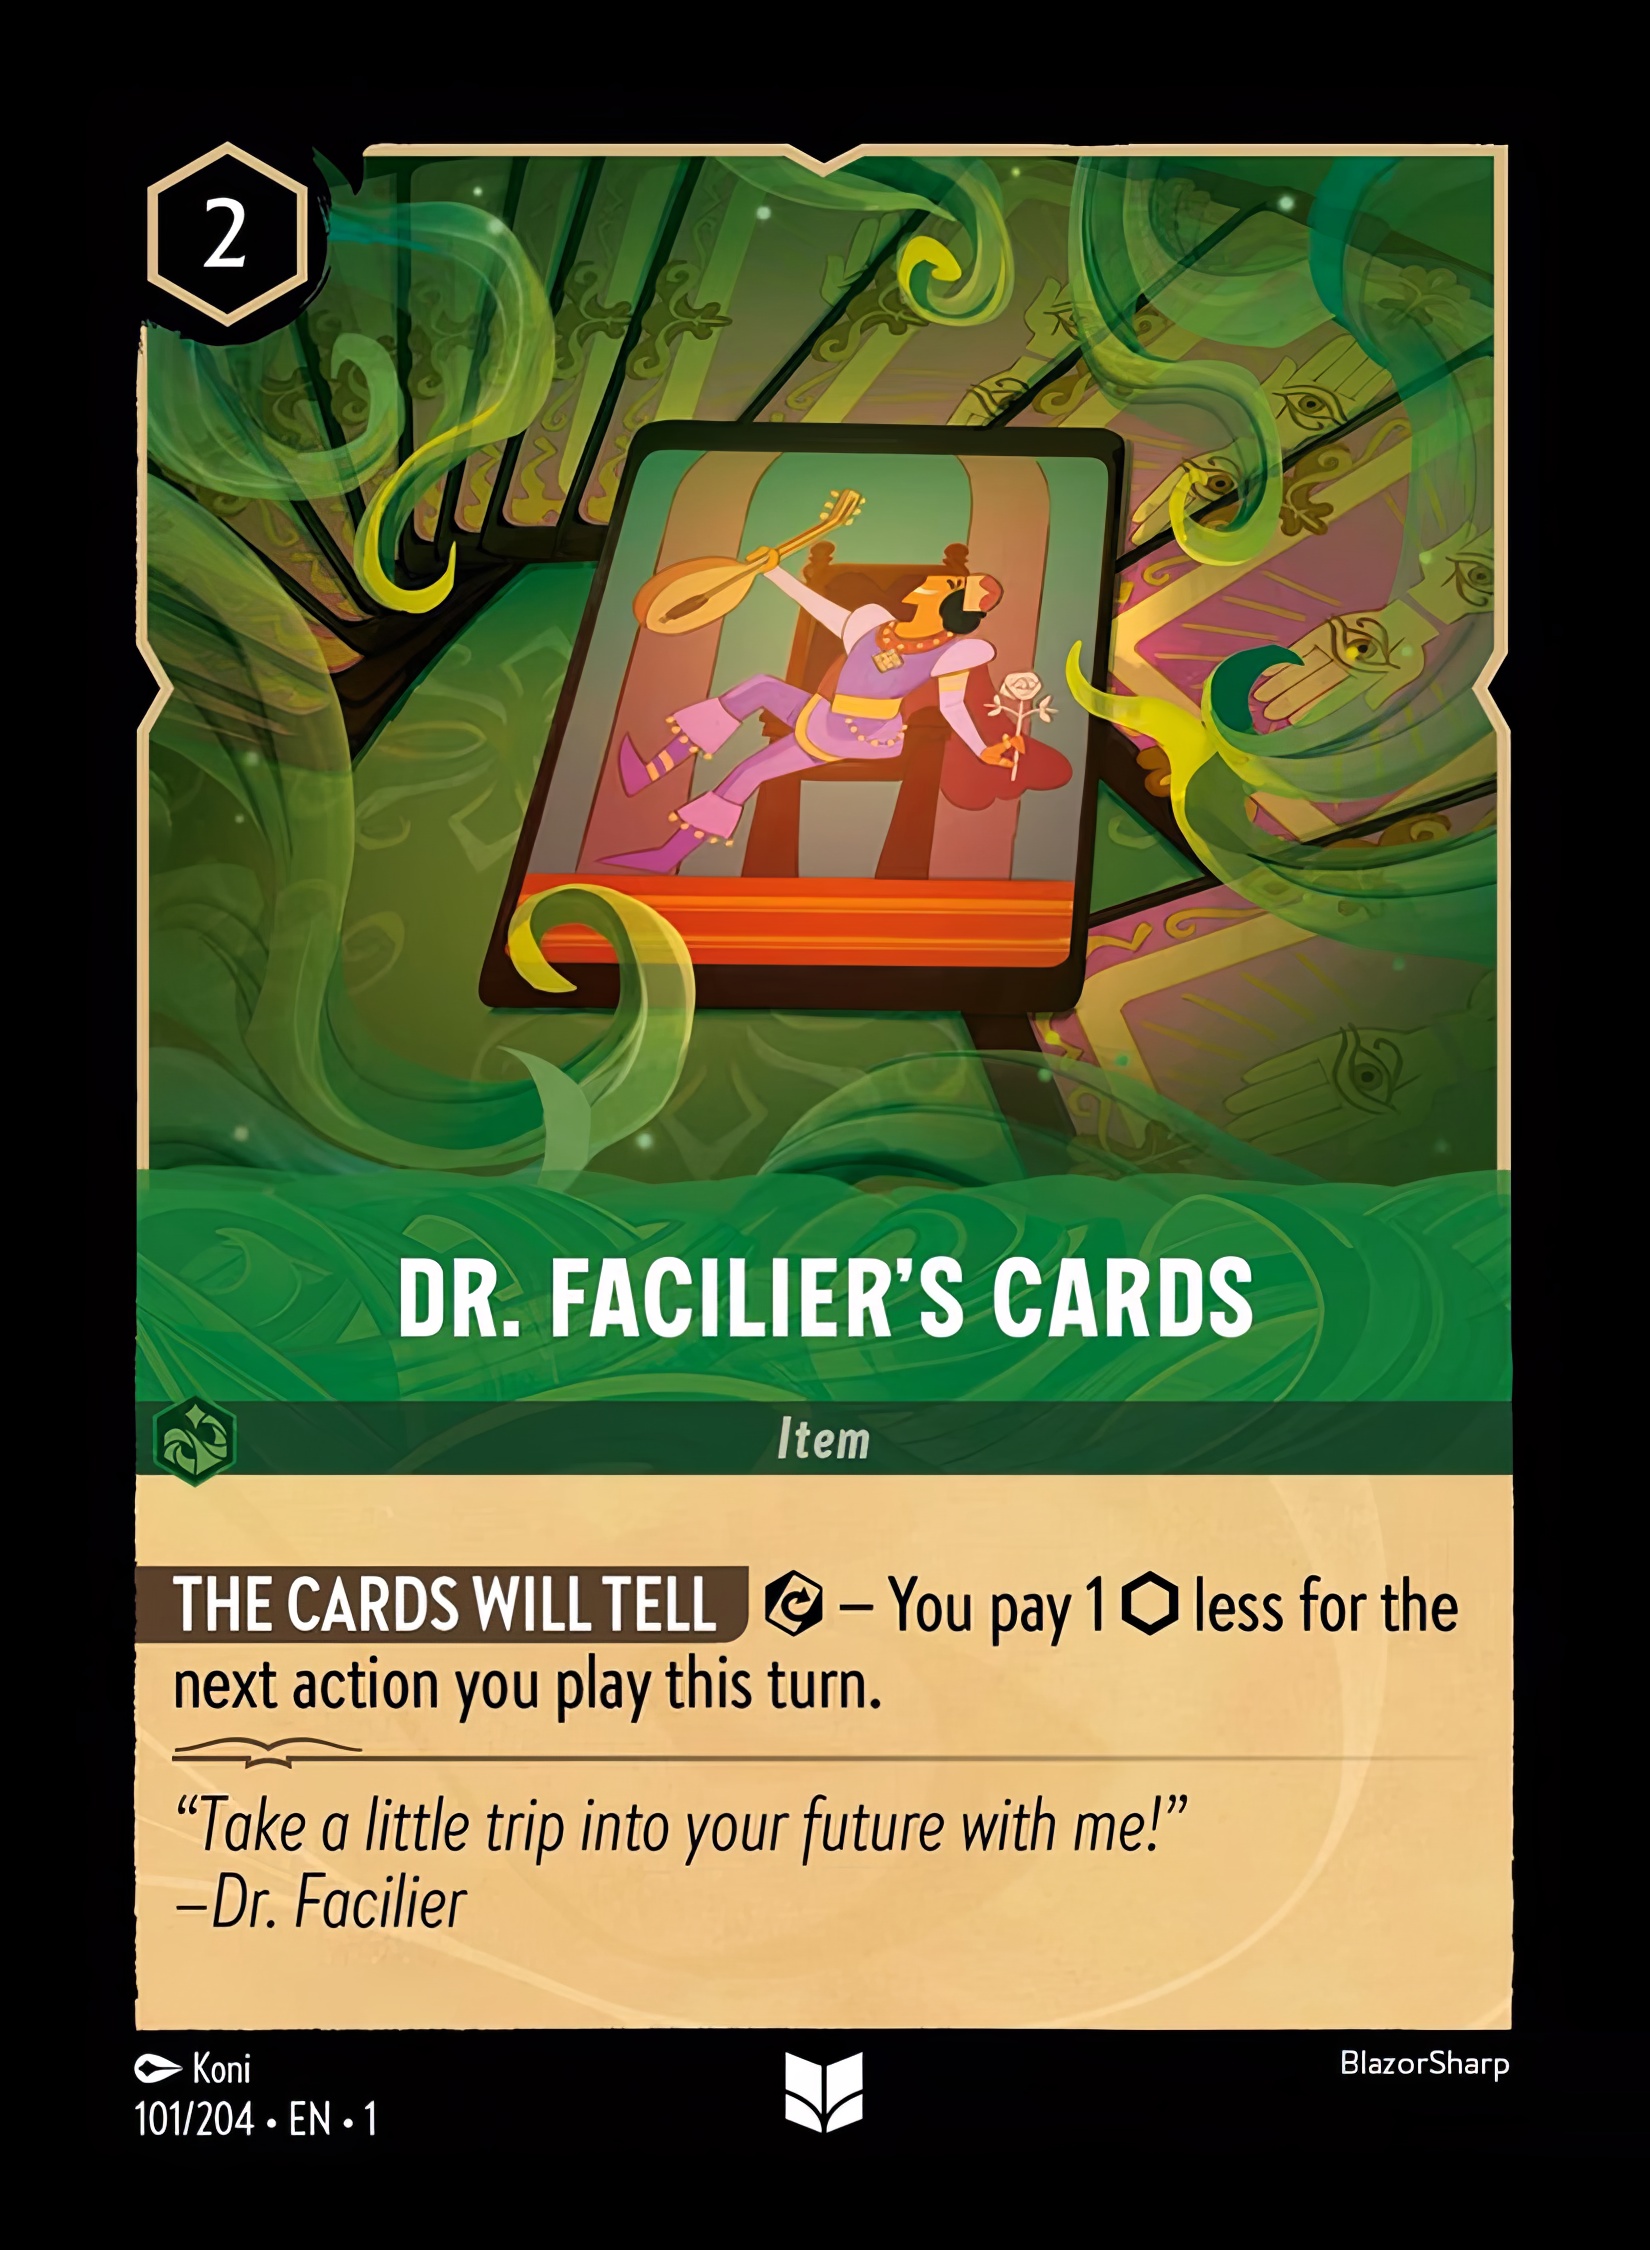 2
DR. FACILIER’S CARDS
Item
THE CARDS WILL TELL – You pay 1 less for the
next action you play this turn.
“Take a little trip into your future with me!”
–Dr. Facilier
Koni
BlazorSharp
101/204 • EN • 1